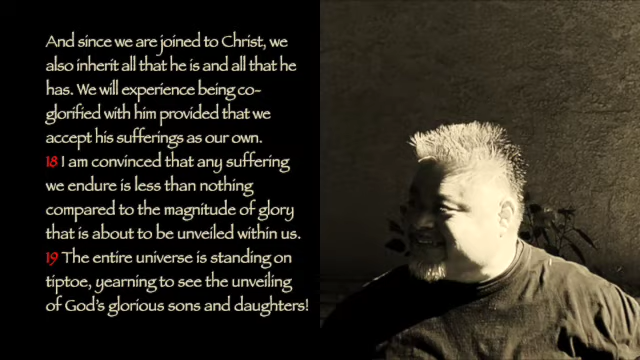 And since we are joined to Christ, we
also inherit all that he is and all that he
has. We will experience being co-
glorified with him provided that we
accept his sufferings as our own.
18 I am convinced that any suffering
we endure is less than nothing
compared to the magnitude of glory
that is about to be unveiled within us.
19 The entire universe is standing on
tiptoe, yearning to see the unveiling
of God's glorious sons and daughters!